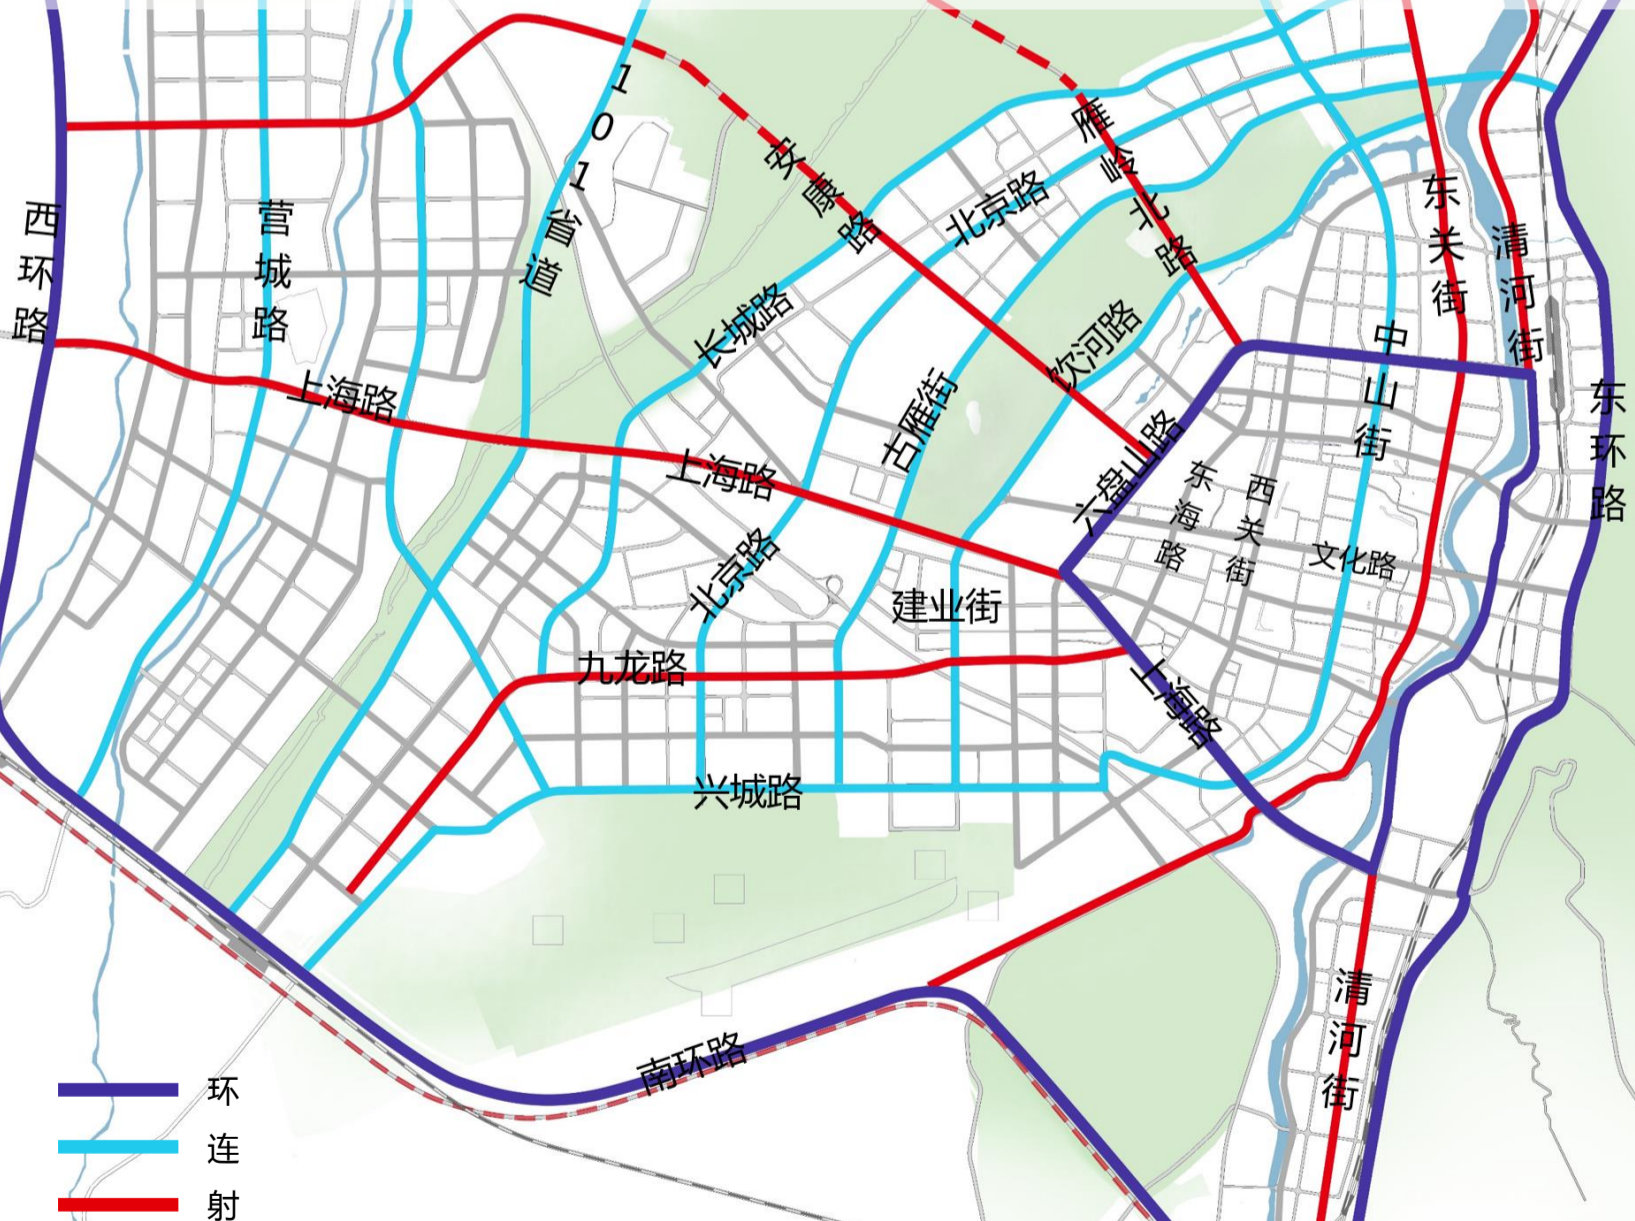 101省道
安康路
雁岭北路
西环路
营城路
北京路
东关街
清河街
长城路
饮河路
中山街
上海路
古雁街
东环路
上海路
六盘山路
东海路
西关街
文化路
北京路
建业街
九龙路
上海路
兴城路
清河街
南环路
环
连
射